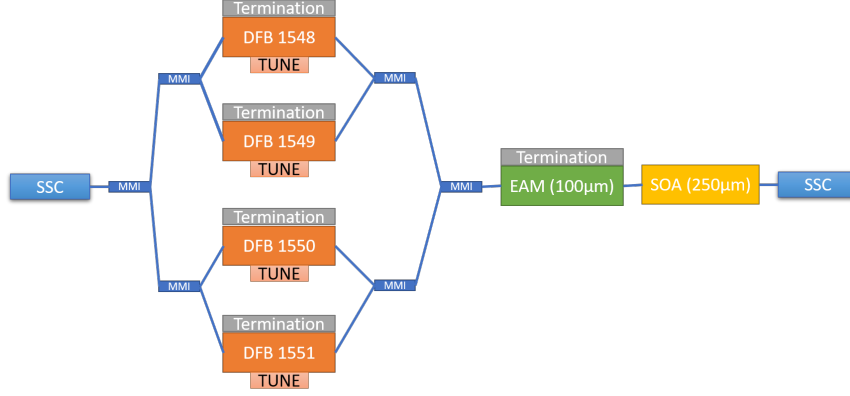 Termination
DFB 1548
TUNE
MMI
MMI
Termination
DFB 1549
TUNE
Termination
SSC
MMI
MMI
EAM (100µm)
SOA (250µm)
SSC
Termination
DFB 1550
TUNE
MMI
MMI
Termination
DFB 1551
TUNE